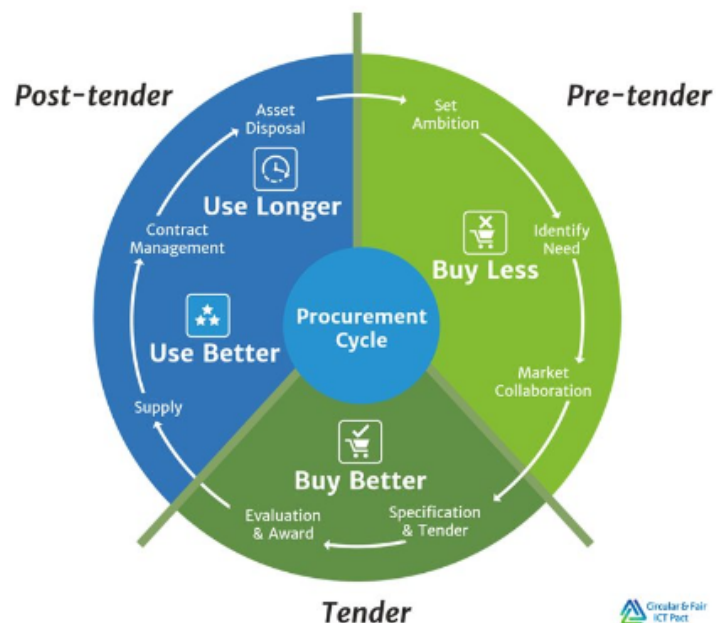 Post-tender
Pre-tender
Asset
Disposal
Set
Ambition
Use Longer
Contract
Management
Identify
Need
Buy Less
Procurement
Cycle
Use Better
Market
Collaboration
Supply
Buy Better
Evaluation
& Award
Specification
& Tender
Tender
Circular & Fair
ICT Pact